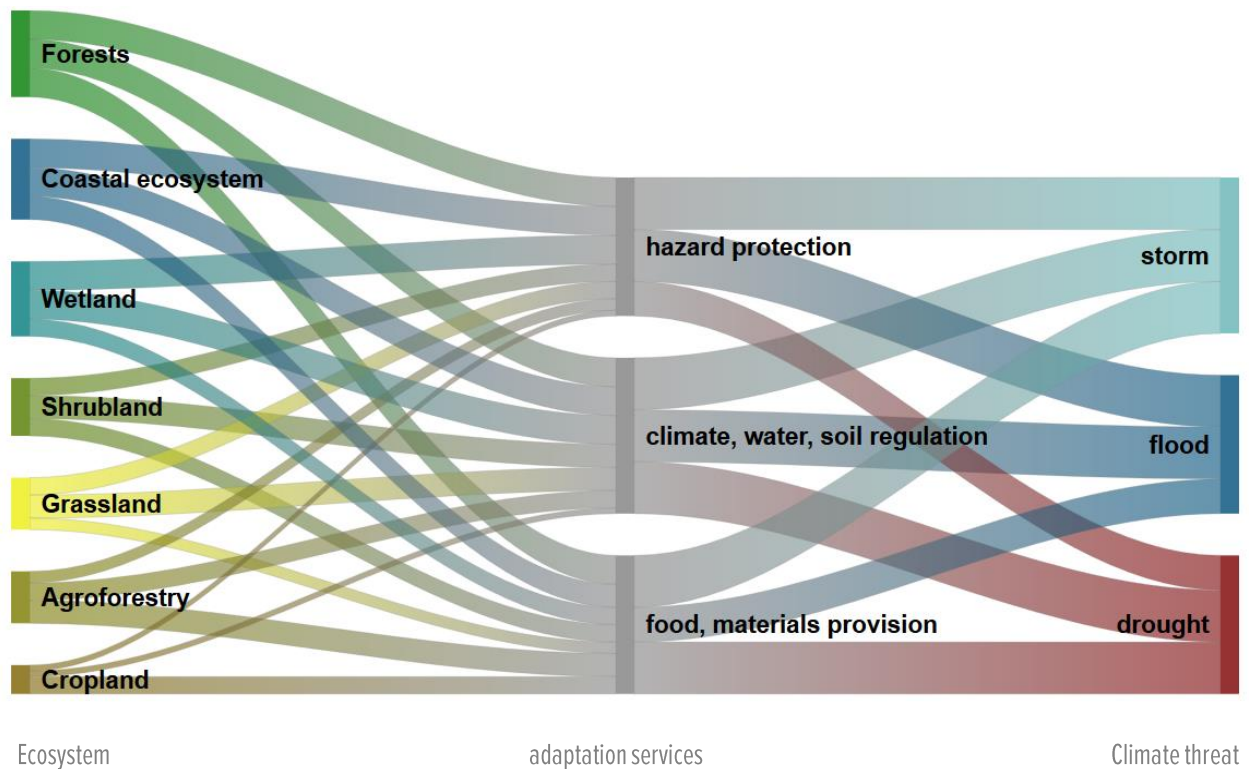 Forests
Coastal ecosystem
Wetland
Shrubland
Grassland
Agroforestry
Cropland
hazard protection
climate, water, soil regulation
food, materials provision
storm
flood
drought
Ecosystem
adaptation services
Climate threat